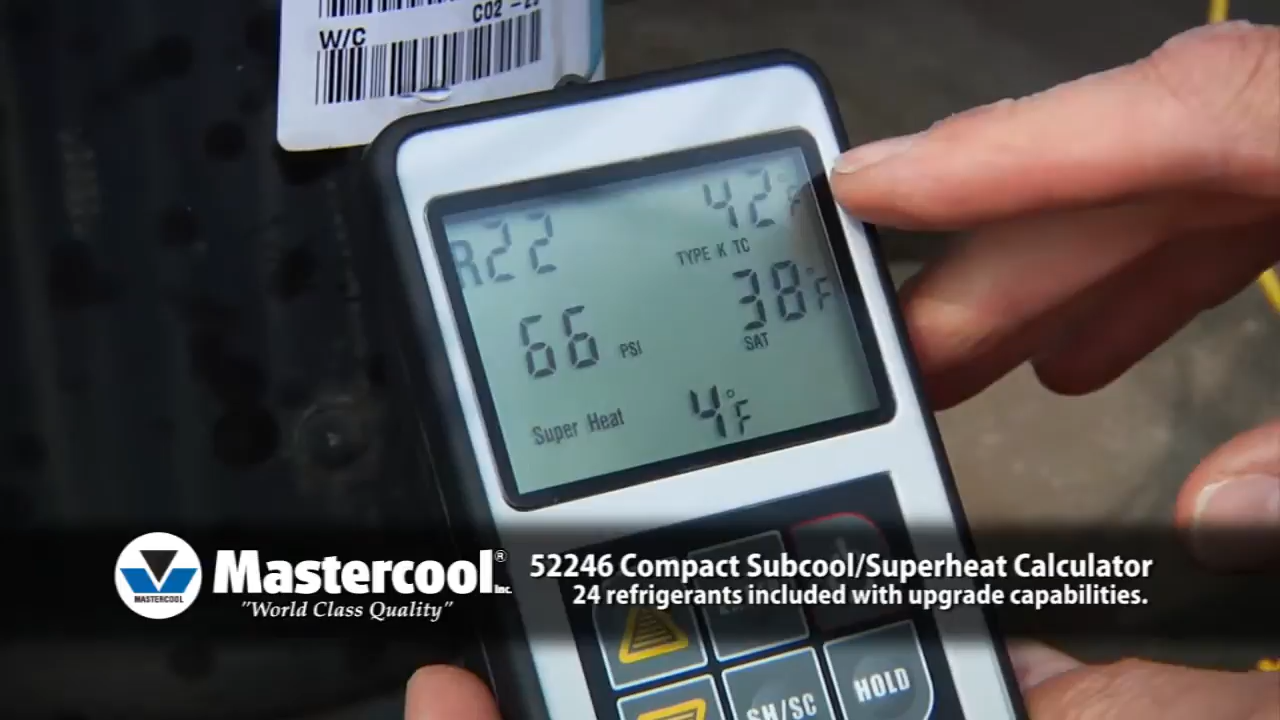 W/C
R22
42°F
TYPE K TC
66 PSI
38°F
SAT
Super Heat 4°F
SH/SC
HOLD
Mastercool® Inc.
"World Class Quality"
MASTERCOOL
52246 Compact Subcool/Superheat Calculator
24 refrigerants included with upgrade capabilities.